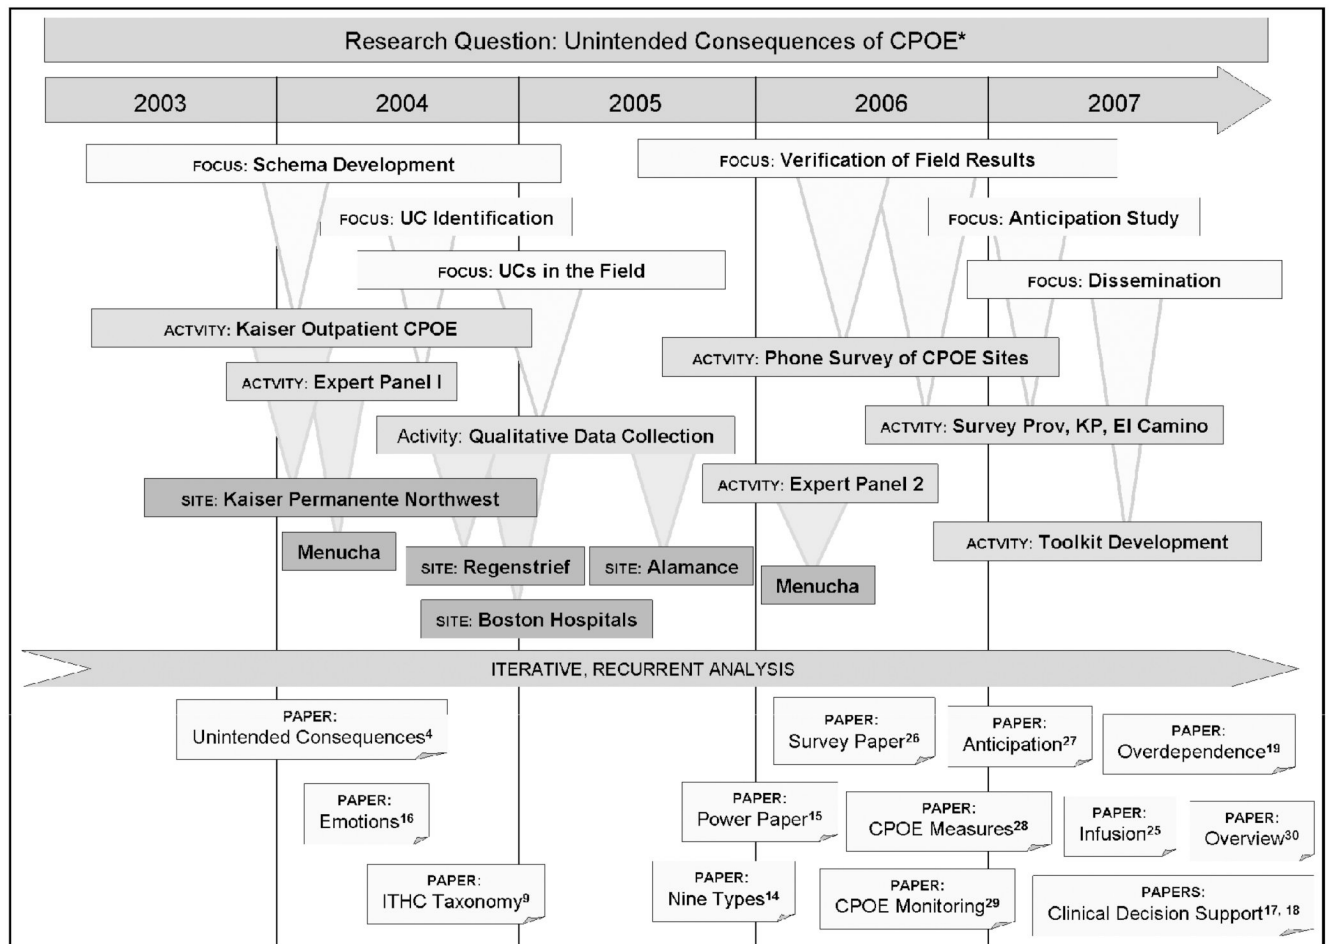 Research Question: Unintended Consequences of CPOE*
2003 2004 2005 2006 2007
FOCUS: Schema Development
FOCUS: Verification of Field Results
FOCUS: UC Identification
FOCUS: Anticipation Study
FOCUS: UCs in the Field
FOCUS: Dissemination
ACTVITY: Kaiser Outpatient CPOE
ACTVITY: Phone Survey of CPOE Sites
ACTVITY: Expert Panel I
ACTVITY: Survey Prov, KP, El Camino
Activity: Qualitative Data Collection
ACTVITY: Expert Panel 2
SITE: Kaiser Permanente Northwest
ACTVITY: Toolkit Development
Menucha
SITE: Regenstrief
SITE: Alamance
Menucha
SITE: Boston Hospitals
ITERATIVE, RECURRENT ANALYSIS
PAPER:
Unintended Consequences4
PAPER:
Survey Paper26
PAPER:
Anticipation27
PAPER:
Overdependence19
PAPER:
Emotions16
PAPER:
Power Paper15
PAPER:
CPOE Measures28
PAPER:
Infusion25
PAPER:
Overview30
PAPER:
ITHC Taxonomy9
PAPER:
Nine Types14
PAPER:
CPOE Monitoring29
PAPERS:
Clinical Decision Support17, 18